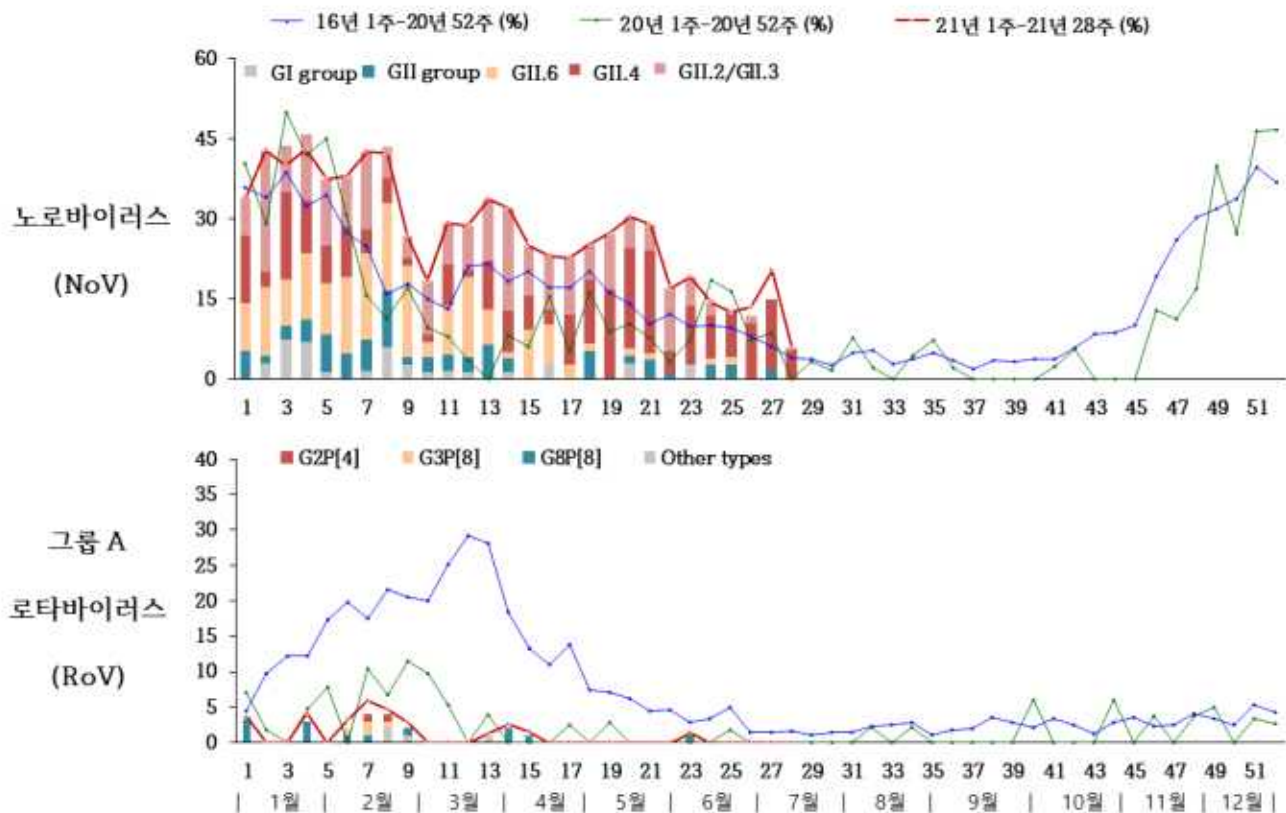 16년 1주-20년 52주 (%) 20년 1주-20년 52주 (%) 21년 1주-21년 28주 (%)
60
GI group GII group GII.6 GII.4 GII.2/GII.3
45
노로바이러스
30
(NoV)
15
0
1 3 5 7 9 11 13 15 17 19 21 23 25 27 29 31 33 35 37 39 41 43 45 47 49 51
40
G2P[4] G3P[8] G8P[8] Other types
35
30
그룹 A
25
20
로타바이러스
15
10
(RoV)
5
0
1 3 5 7 9 11 13 15 17 19 21 23 25 27 29 31 33 35 37 39 41 43 45 47 49 51
| 1월 | 2월 | 3월 | 4월 | 5월 | 6월 | 7월 | 8월 | 9월 | 10월 | 11월 | 12월 |